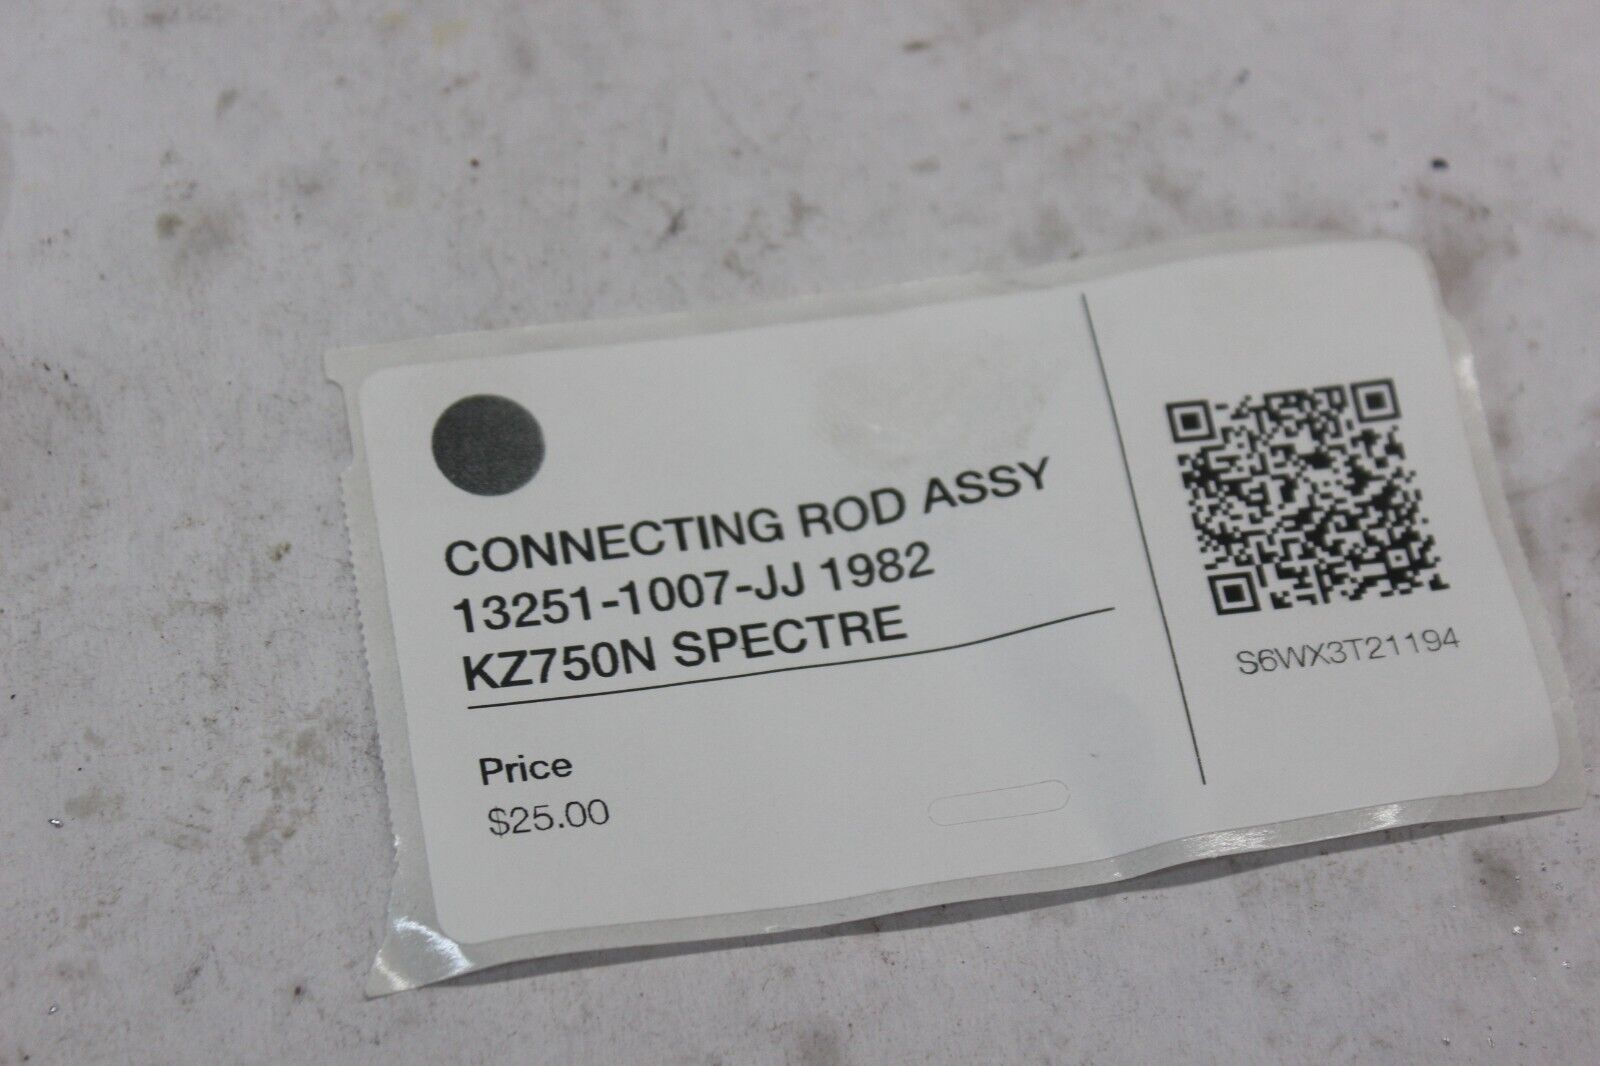 CONNECTING ROD ASSY
13251-1007-JJ 1982
KZ750N SPECTRE
Price
$25.00
S6WX3T21194